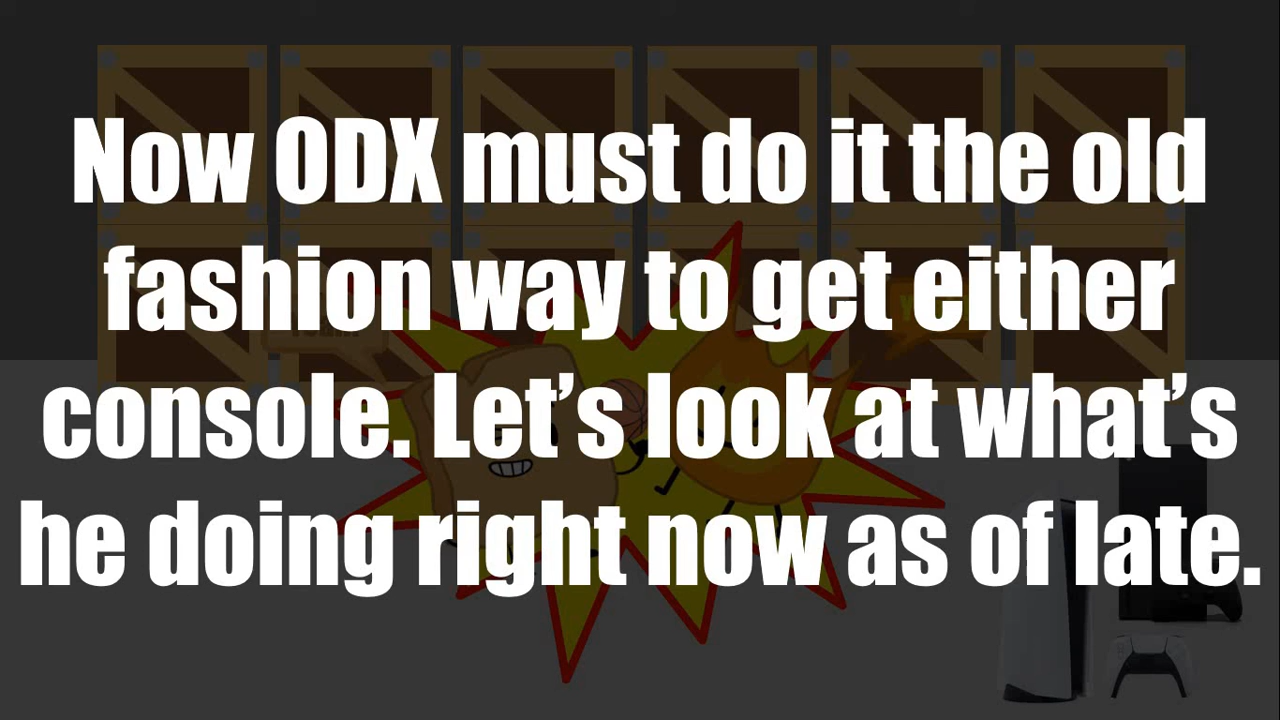 Now ODX must do it the old
fashion way to get either
console. Let’s look at what’s
he doing right now as of late.